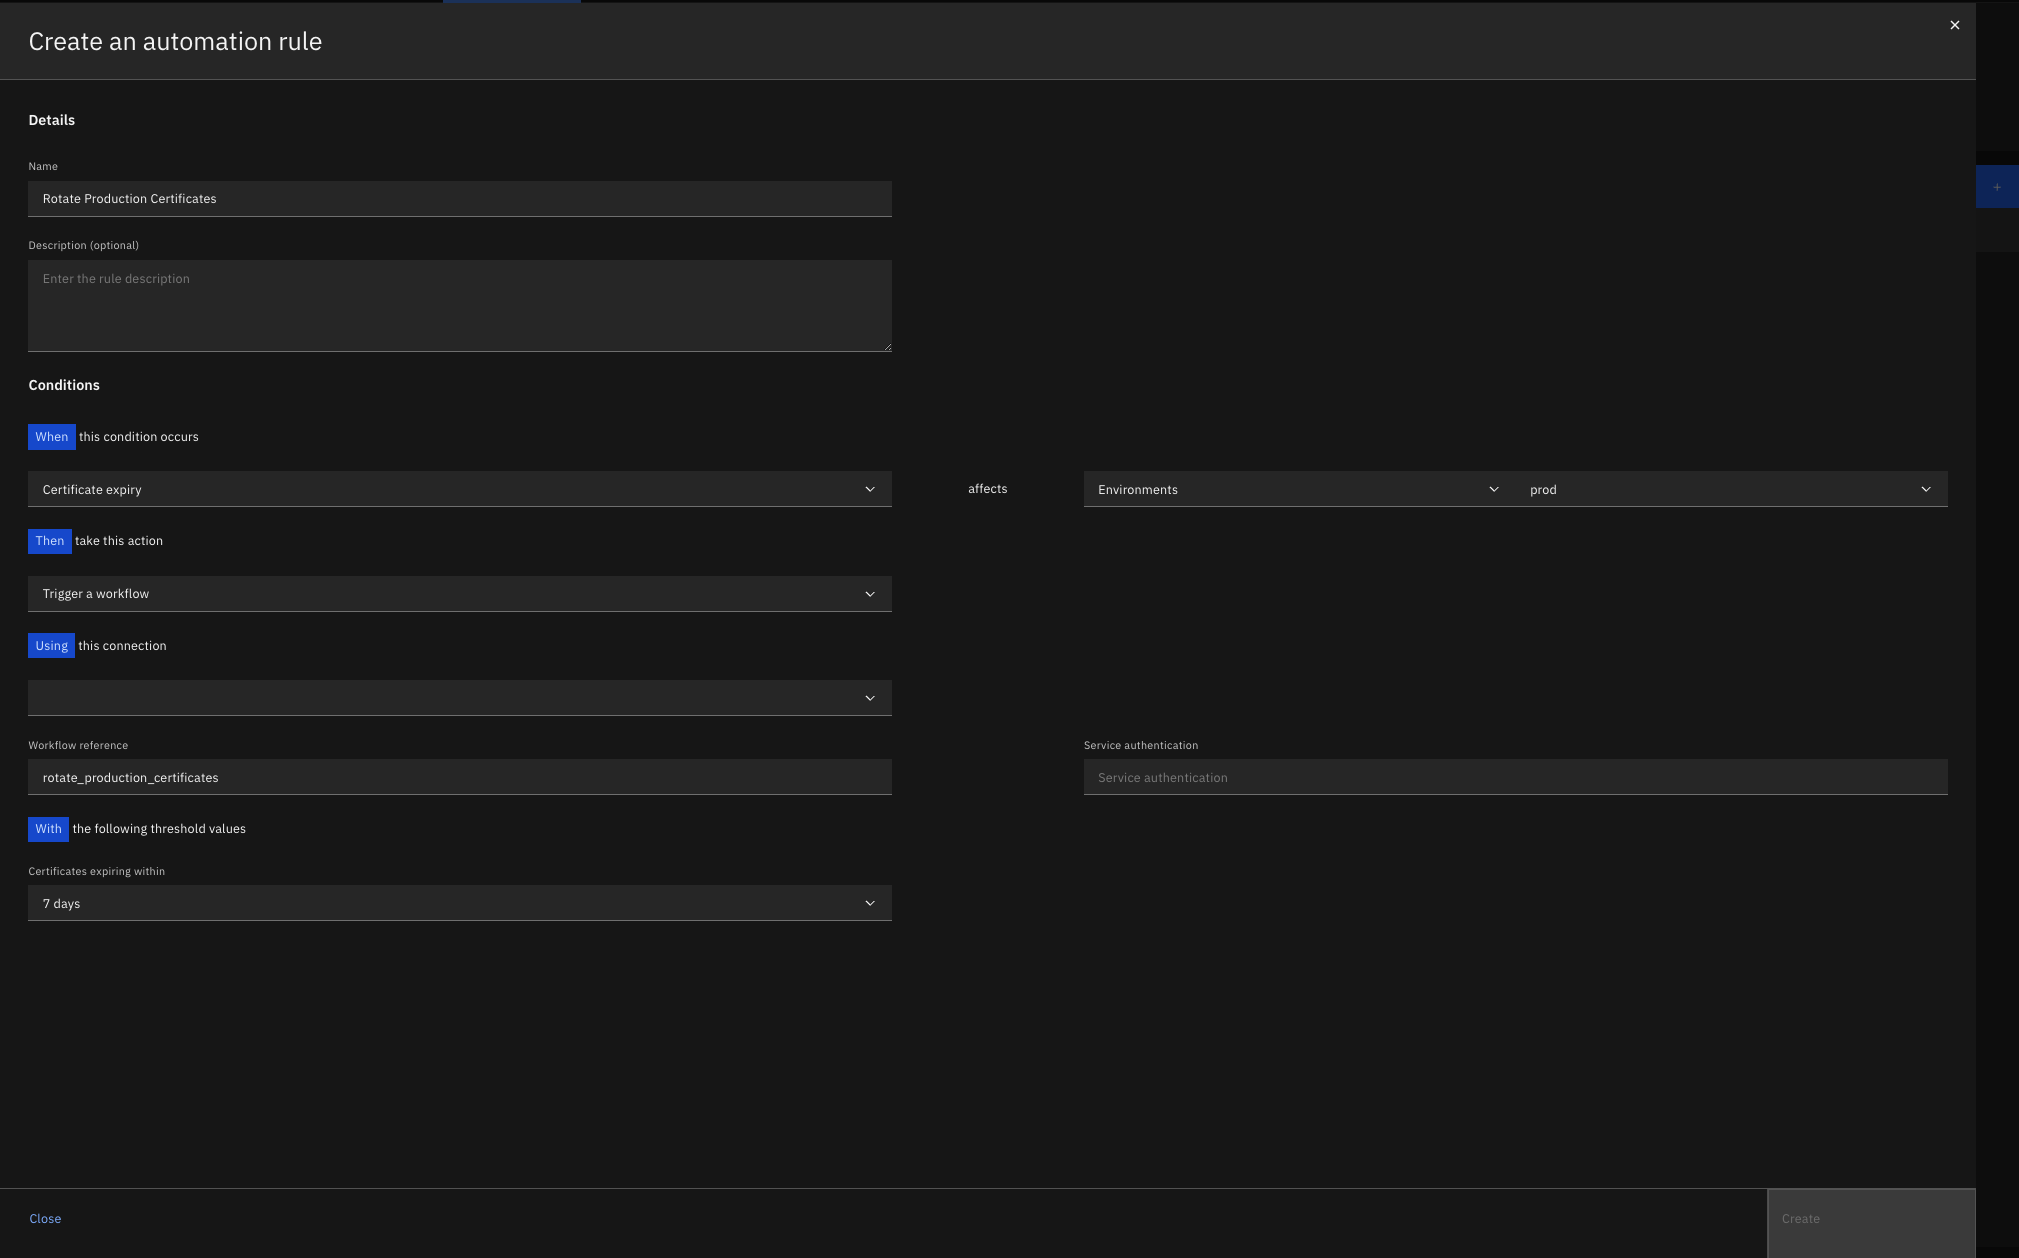 Create an automation rule
Details
Name
Rotate Production Certificates
Description (optional)
Enter the rule description
Conditions
When this condition occurs
Certificate expiry affects Environments prod
Then take this action
Trigger a workflow
Using this connection
Workflow reference Service authentication
rotate_production_certificates Service authentication
With the following threshold values
Certificates expiring within
7 days
Close Create